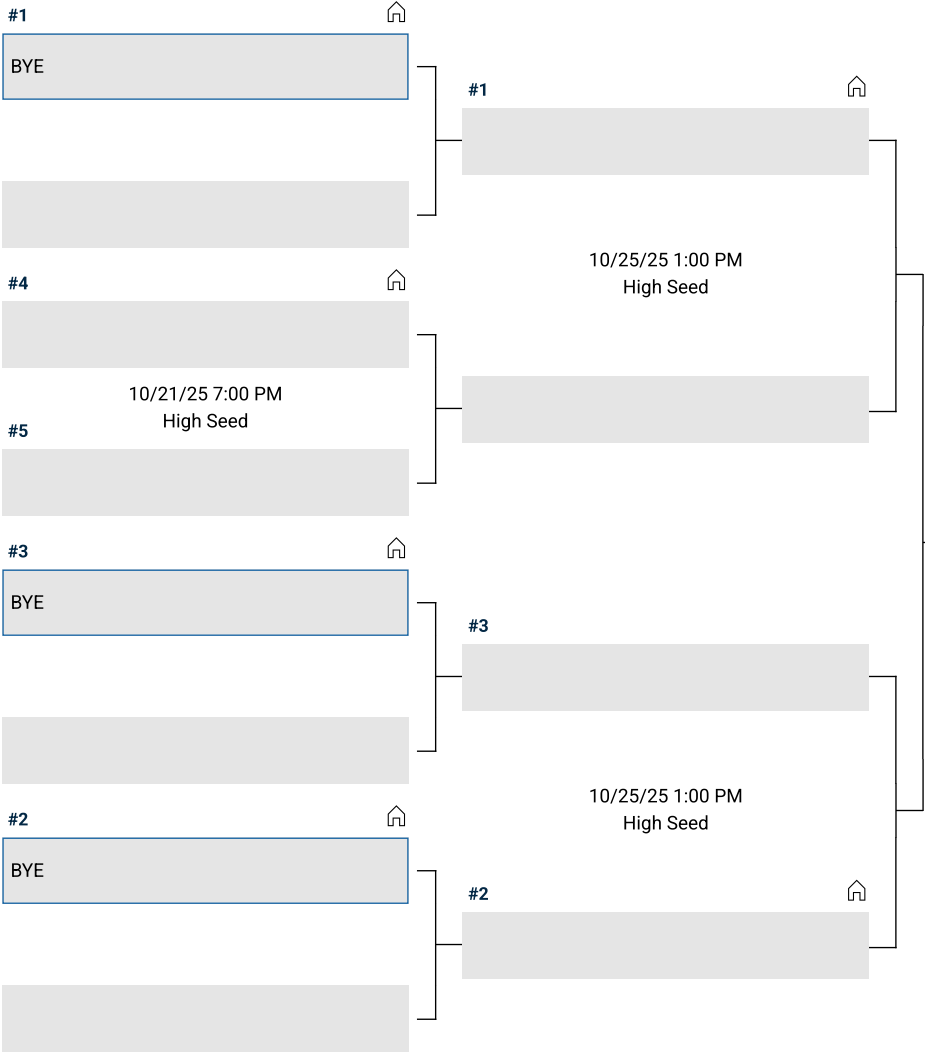 #1
BYE
#4
10/21/25 7:00 PM
High Seed
#5
#3
BYE
#2
BYE
#1
10/25/25 1:00 PM
High Seed
#3
10/25/25 1:00 PM
High Seed
#2